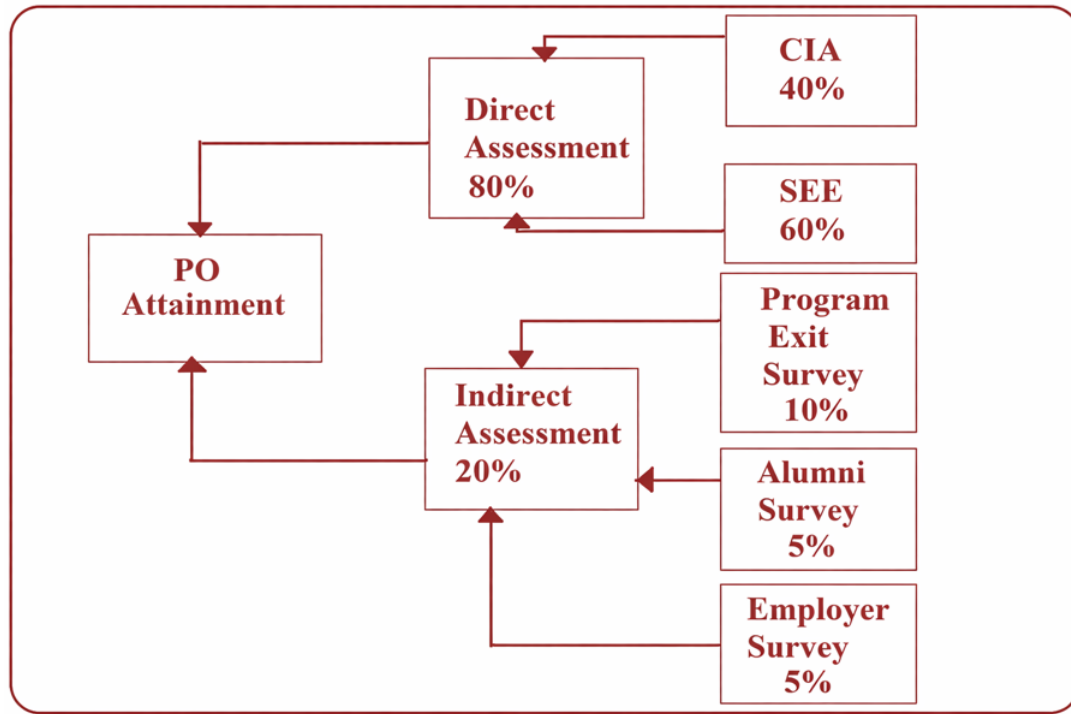 CIA
40%
Direct
Assessment
80%
SEE
60%
PO
Attainment
Program
Exit
Survey
10%
Indirect
Assessment
20%
Alumni
Survey
5%
Employer
Survey
5%